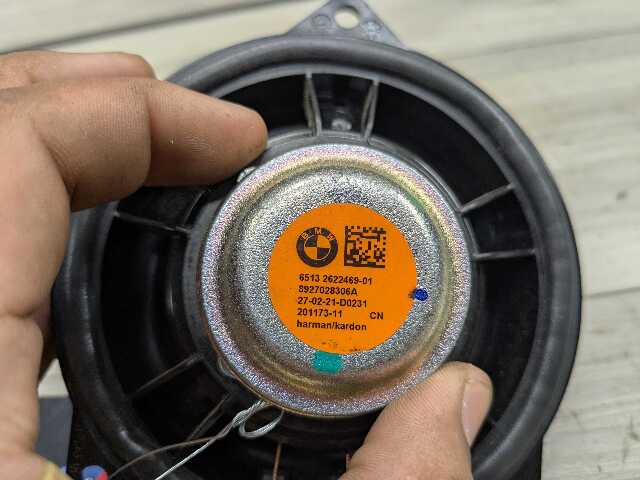 BMW
6513 2622469-01
8927028306A
27-02-21-D0231
201173-11 CN
harman/kardon